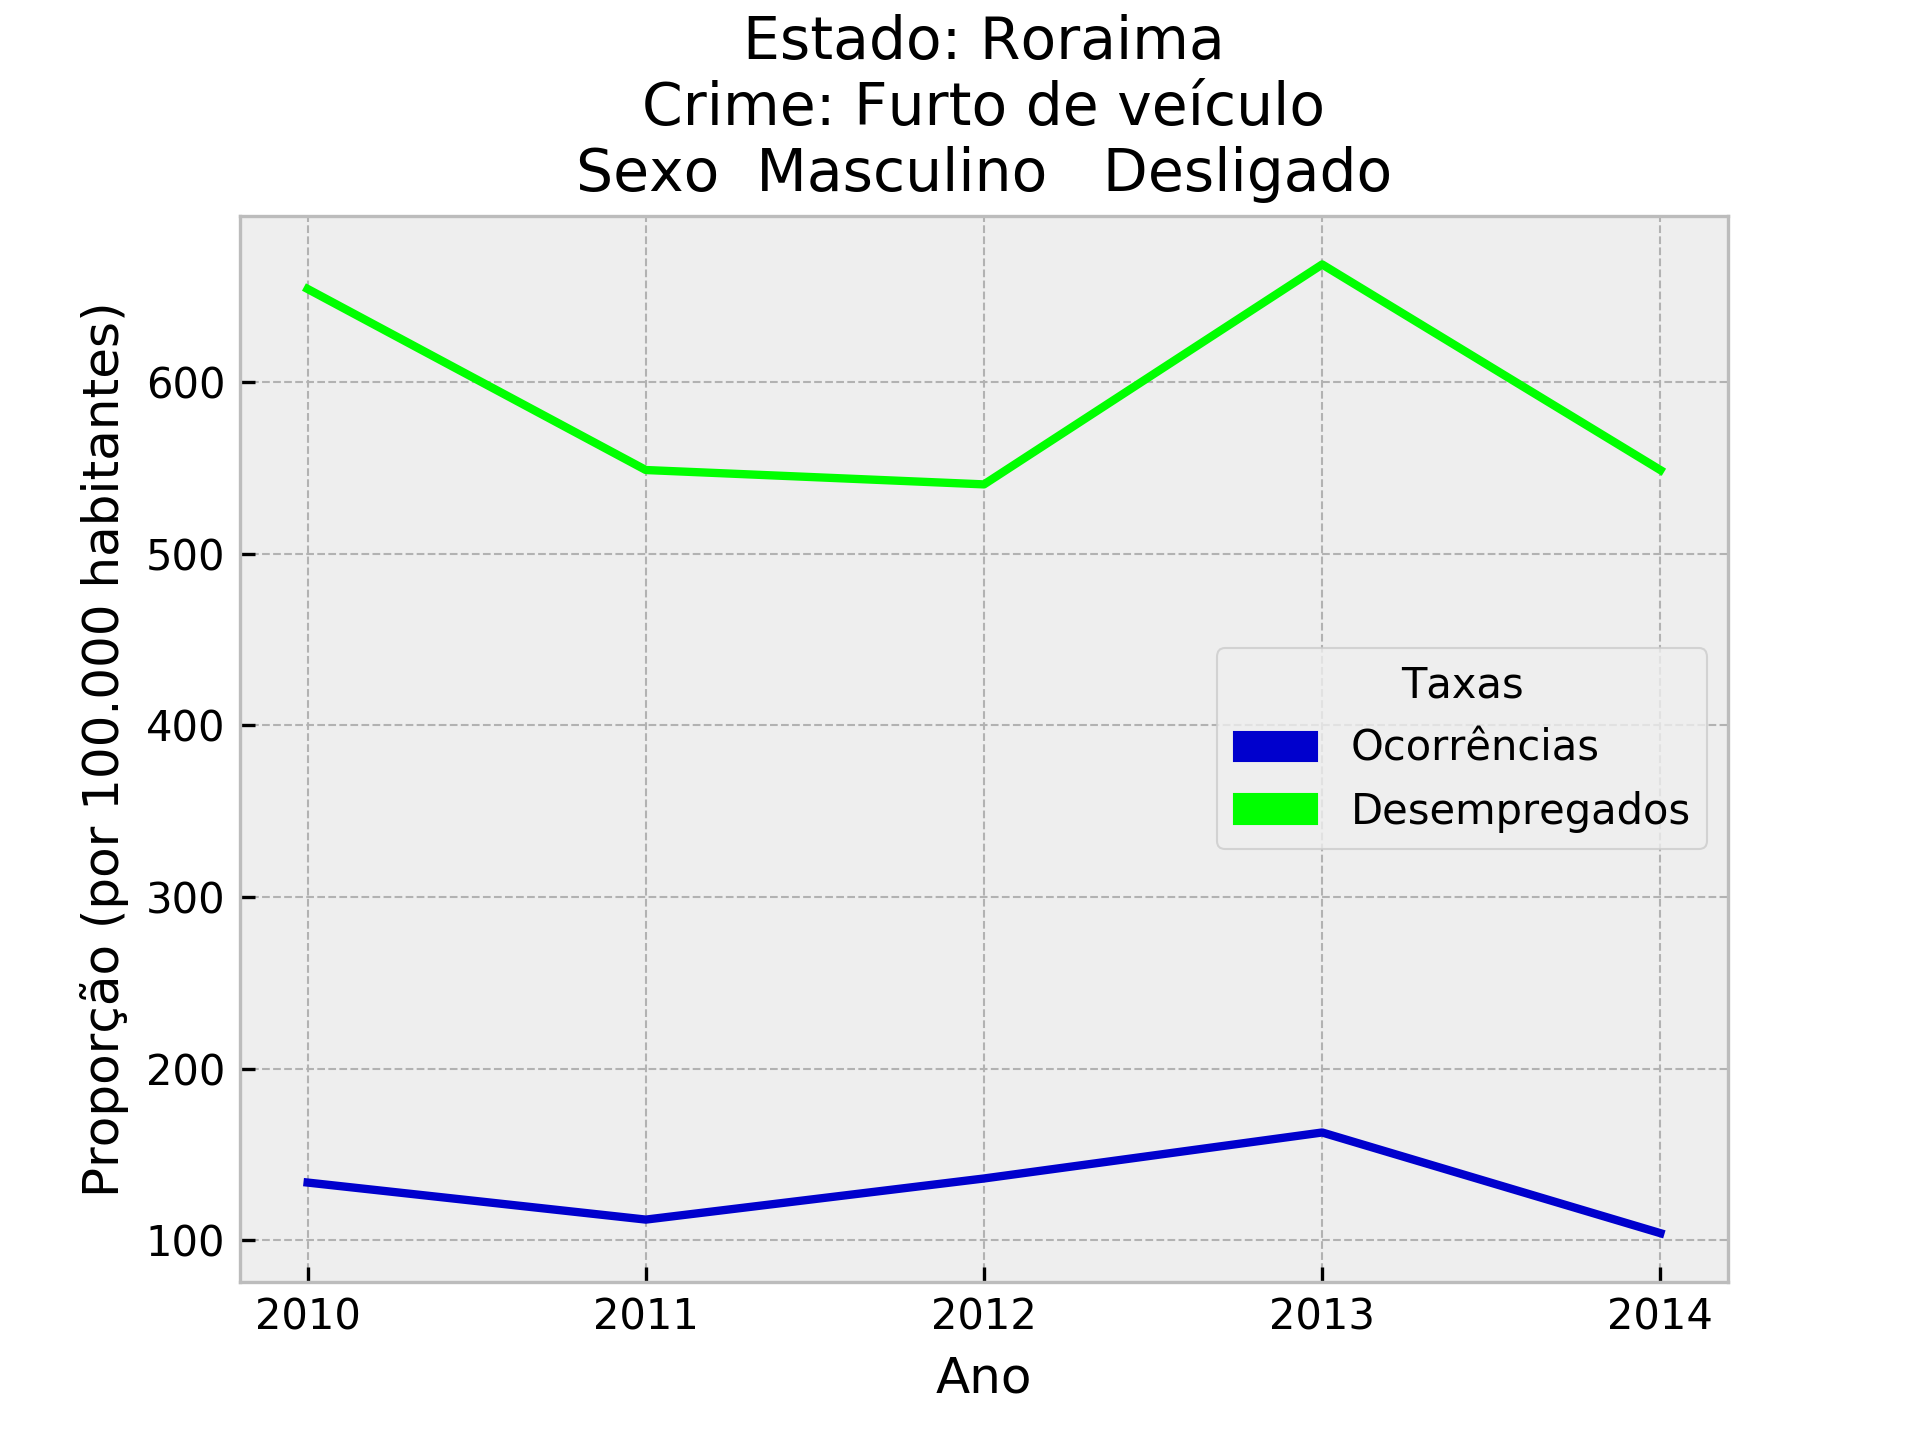 Estado: Roraima
Crime: Furto de veículo
Sexo  Masculino   Desligado
Proporção (por 100.000 habitantes)
600
500
400
300
200
100
Taxas
Ocorrências
Desempregados
2010 2011 2012 2013 2014
Ano